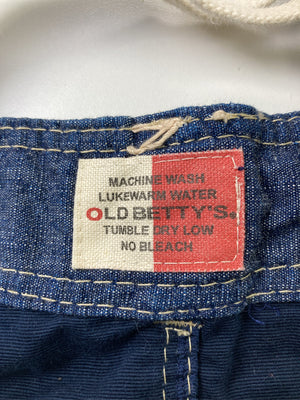 MACHINE WASH
LUKEWARM WATER
OLD BETTY'S.
TUMBLE DRY LOW
NO BLEACH